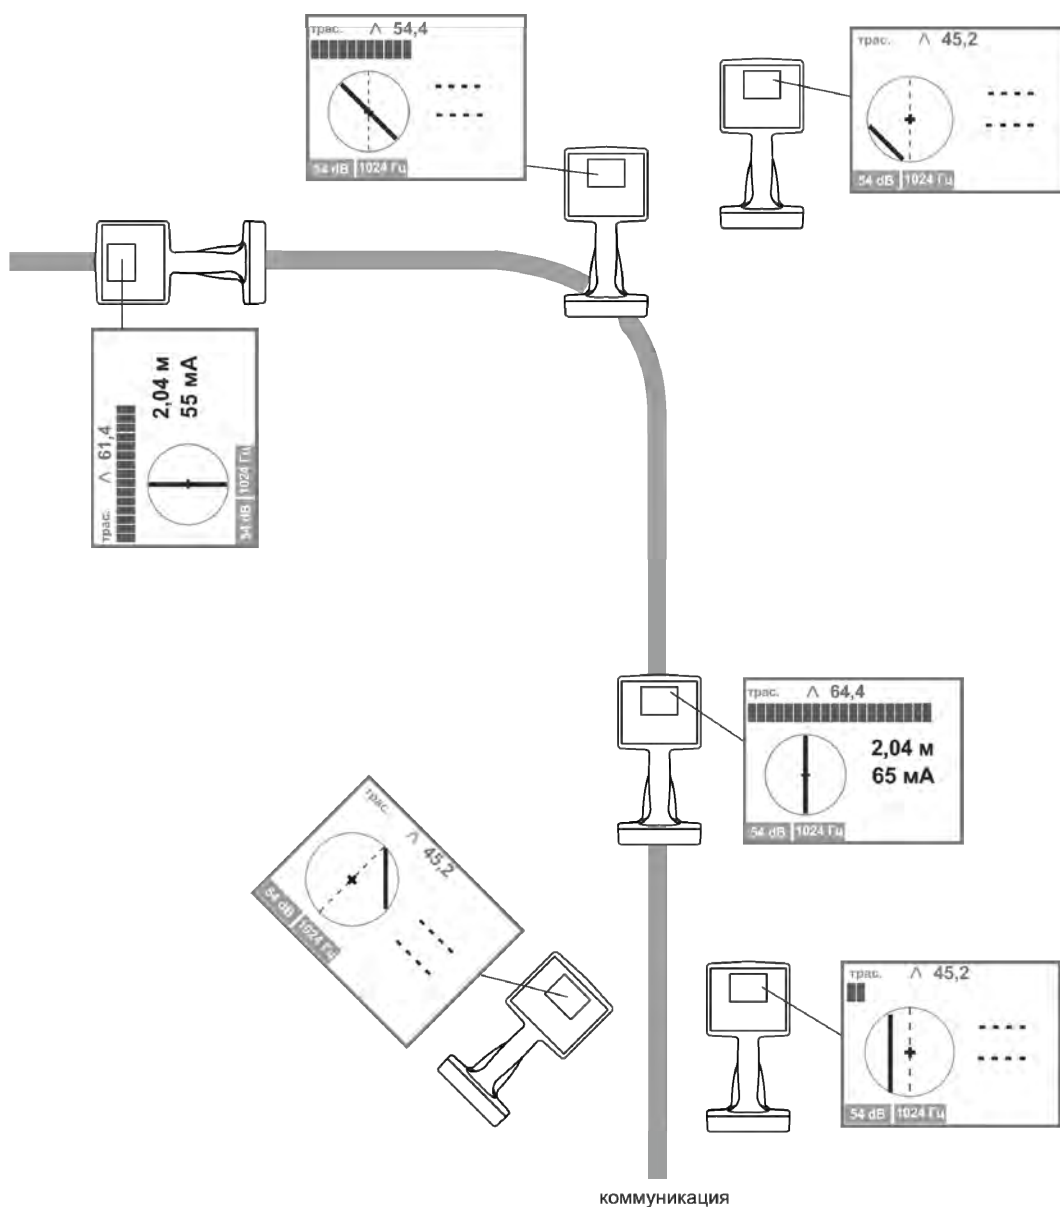 трас. Λ 54,4
- - - -
- - - -
54 dB 1024 Гц
трас. Λ 45,2
- - - -
- - - -
54 dB 1024 Гц
трас. Λ 61,4
2,04 м
55 мА
54 dB 1024 Гц
трас. Λ 64,4
2,04 м
65 мА
54 dB 1024 Гц
трас. Λ 45,2
- - - -
- - - -
54 dB 1024 Гц
трас. Λ 45,2
- - - -
- - - -
54 dB 1024 Гц
коммуникация